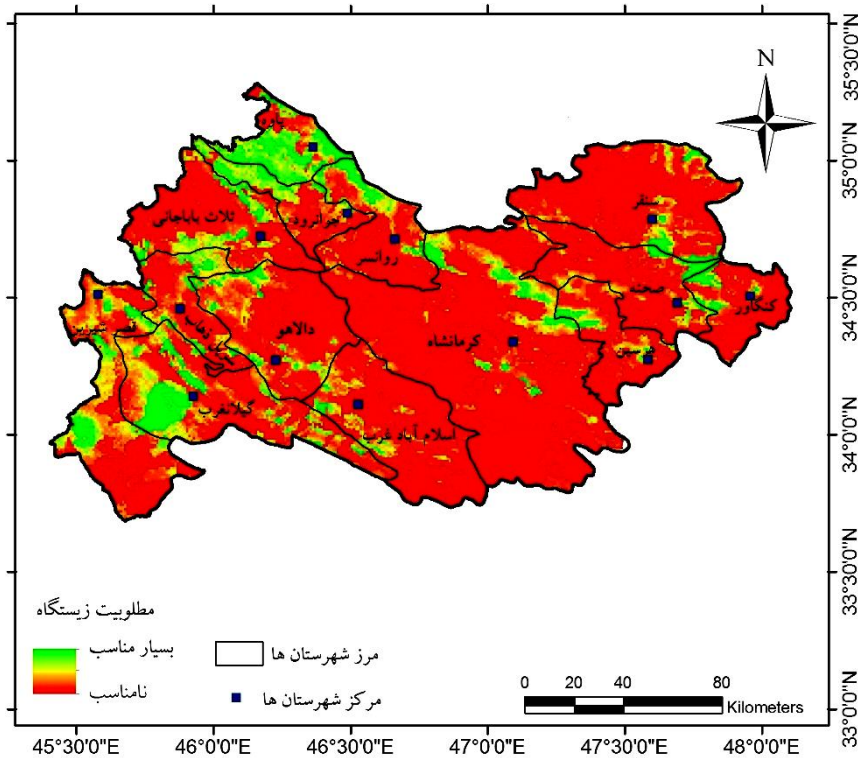 N
35°30'0"N
35°0'0"N
34°30'0"N
34°0'0"N
33°30'0"N
33°0'0"N
پاوه
ثلاث باباجانی
جوانرود
روانسر
سنقر
صحنه
کنگاور
قصر شیرین
سرپل ذهاب
دالاهو
کرمانشاه
هرسین
گیلانغرب
اسلام آباد غرب
مطلوبیت زیستگاه
بسیار مناسب
نامناسب
مرز شهرستان ها
مرکز شهرستان ها
0 20 40 80
Kilometers
45°30'0"E 46°0'0"E 46°30'0"E 47°0'0"E 47°30'0"E 48°0'0"E